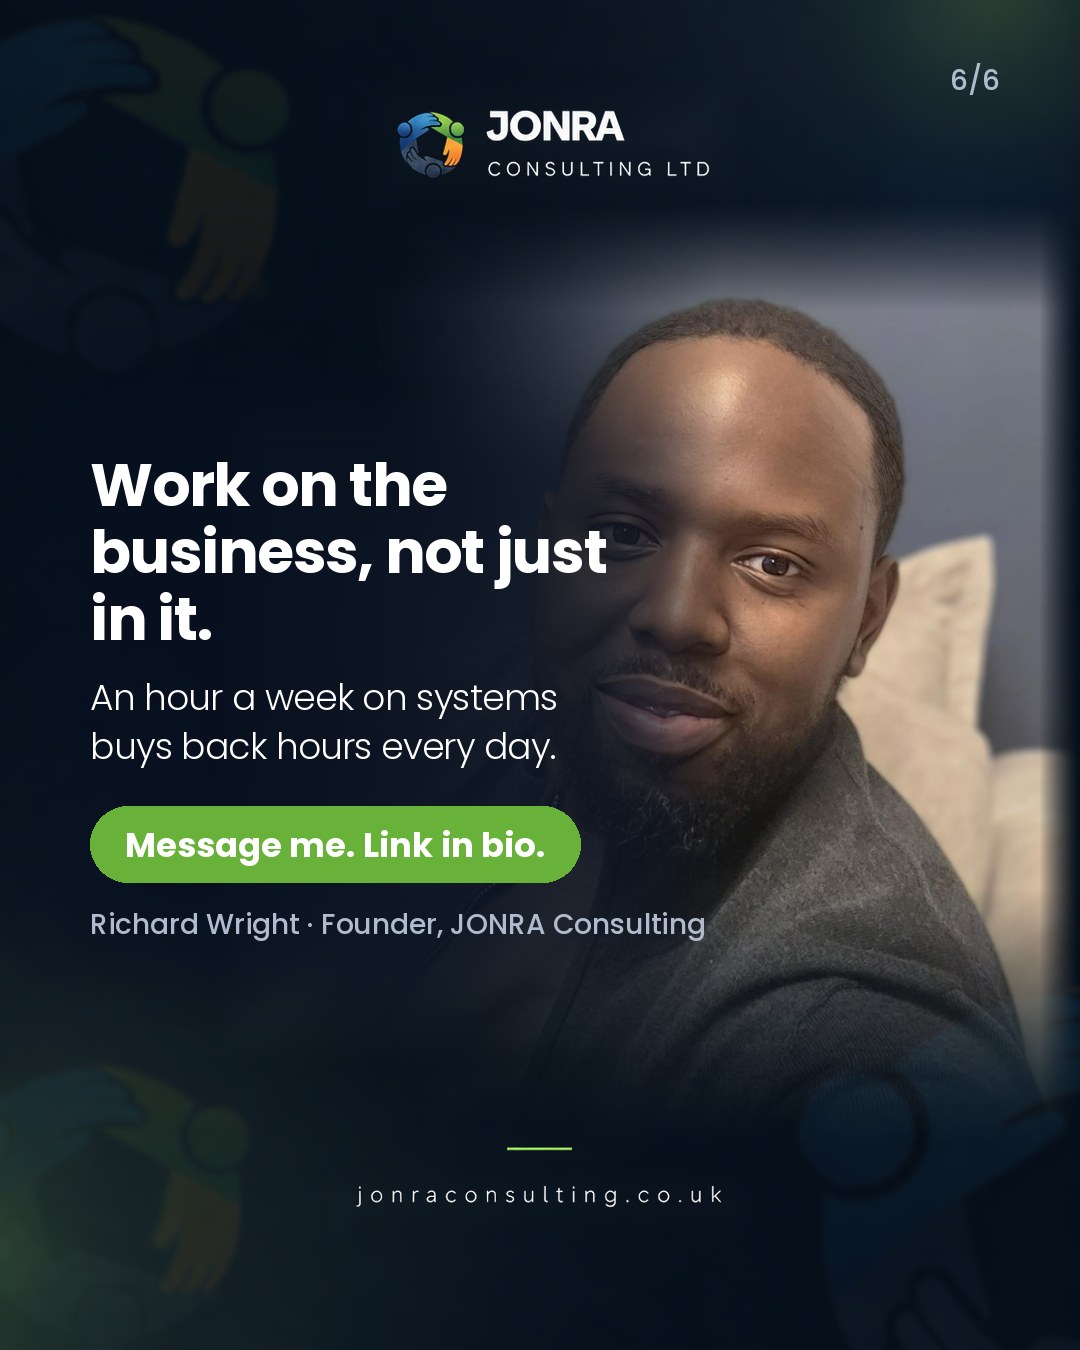 6/6
JONRA
CONSULTING LTD
Work on the
business, not just
in it.
An hour a week on systems
buys back hours every day.
Message me. Link in bio.
Richard Wright · Founder, JONRA Consulting
jonraconsulting.co.uk